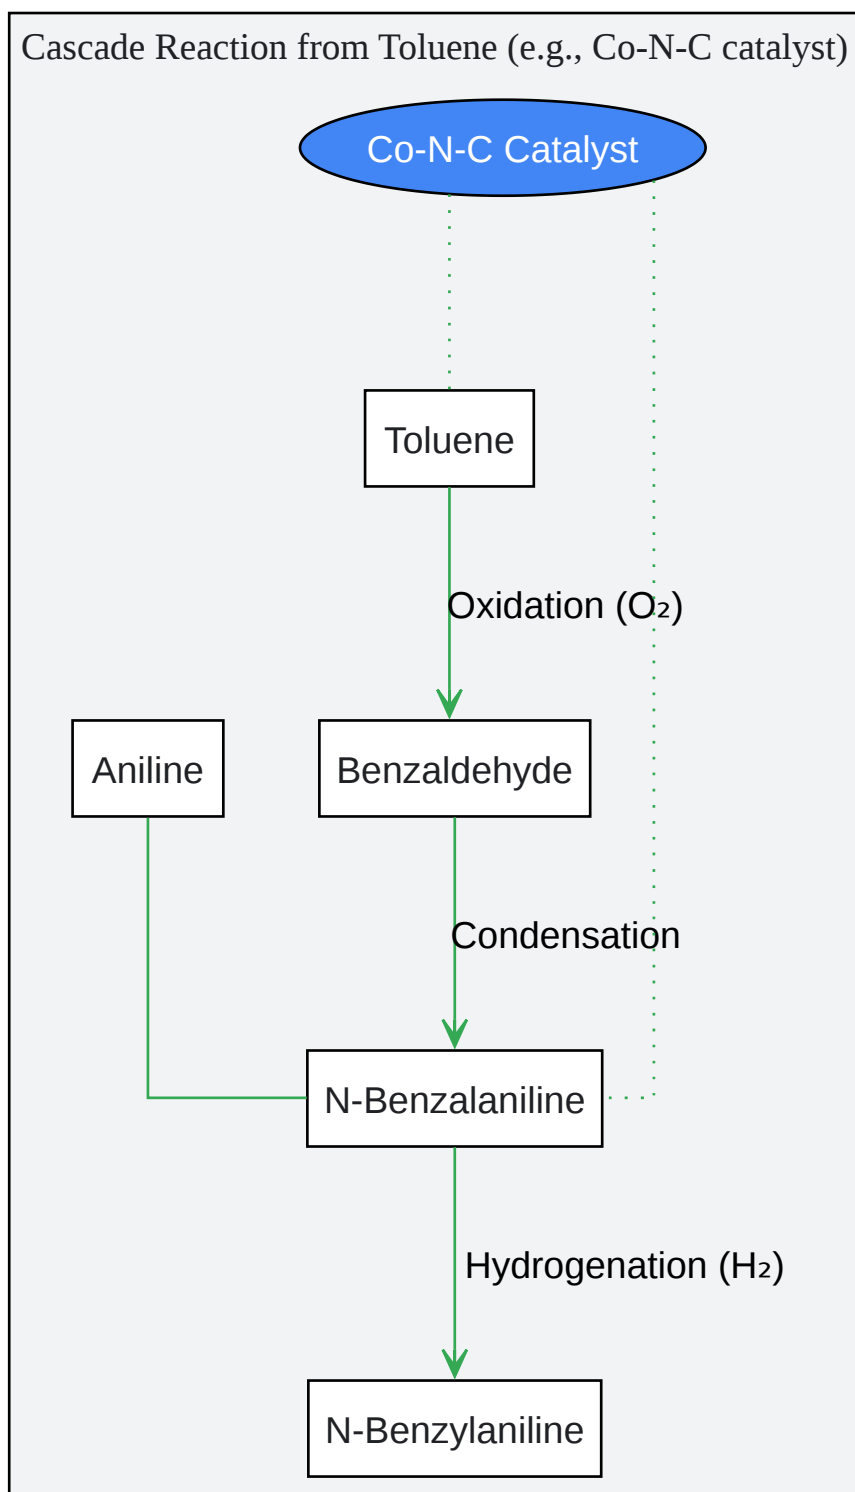 Cascade Reaction from Toluene (e.g., Co-N-C catalyst)
Co-N-C Catalyst
Toluene
Oxidation (O₂)
Aniline
Benzaldehyde
Condensation
N-Benzalaniline
Hydrogenation (H₂)
N-Benzylaniline